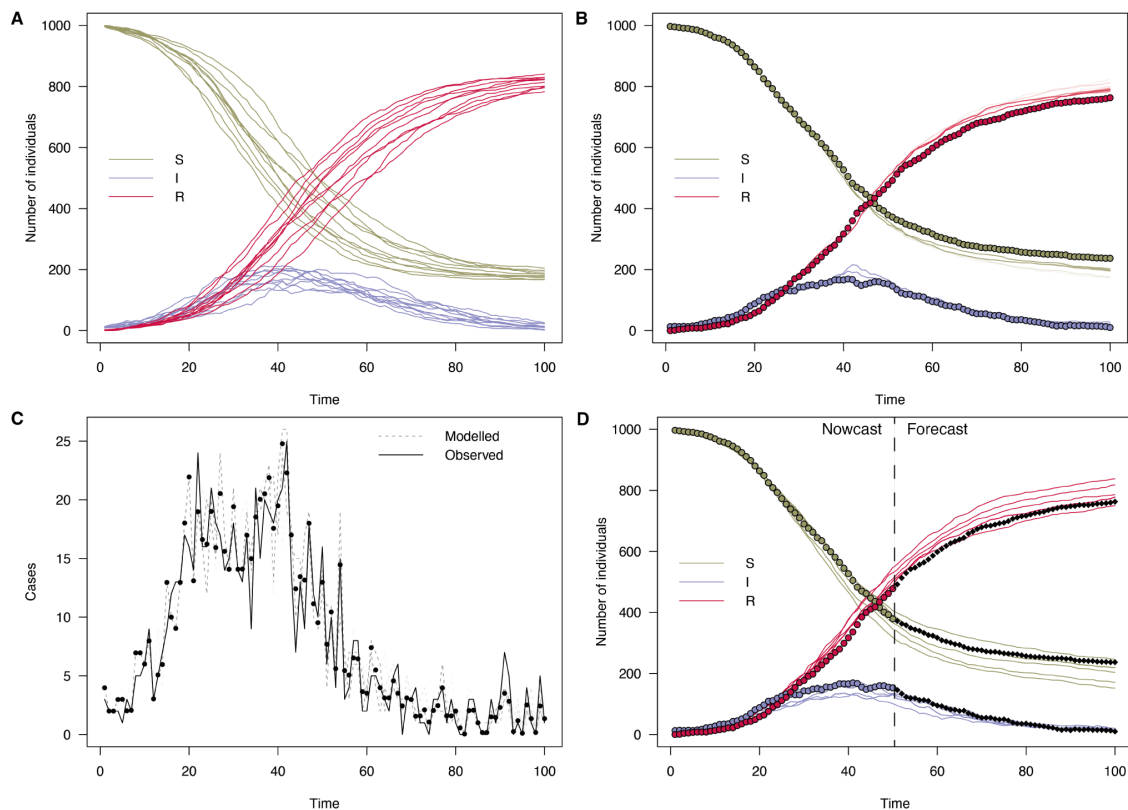 A
Number of individuals
1000
800
600
400
200
0
S
I
R
0 20 40 60 80 100
Time
B
Number of individuals
1000
800
600
400
200
0
S
I
R
0 20 40 60 80 100
Time
C
Cases
25
20
15
10
5
0
Modelled
Observed
0 20 40 60 80 100
Time
D
Number of individuals
1000
800
600
400
200
0
Nowcast Forecast
S
I
R
0 20 40 60 80 100
Time